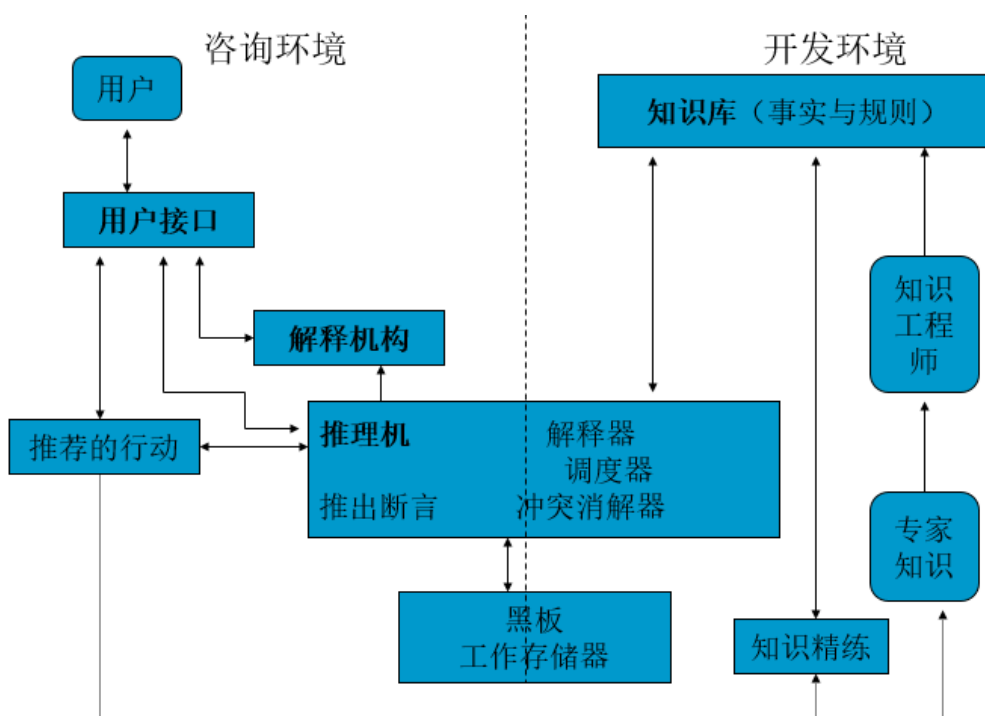 咨询环境
开发环境
用户
知识库（事实与规则）
用户接口
知识
工程
师
解释机构
推理机 解释器
调度器
推出断言 冲突消解器
推荐的行动
专家
知识
黑板
工作存储器
知识精练